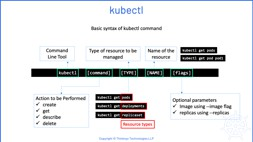 kubectl
Basic syntax of kubectl command
Command
Line Tool
Type of resource to be
managed
Name of the
resource
kubectl get pods
kubectl get pod pod1
kubectl [command] [TYPE] [NAME] [flags]
Action to be Performed
✓ create
✓ get
✓ describe
✓ delete
kubectl get pods
kubectl get deployments
kubectl get replicaset
Resource types
Optional parameters
✓ Image using --image flag
✓ replicas using --replicas